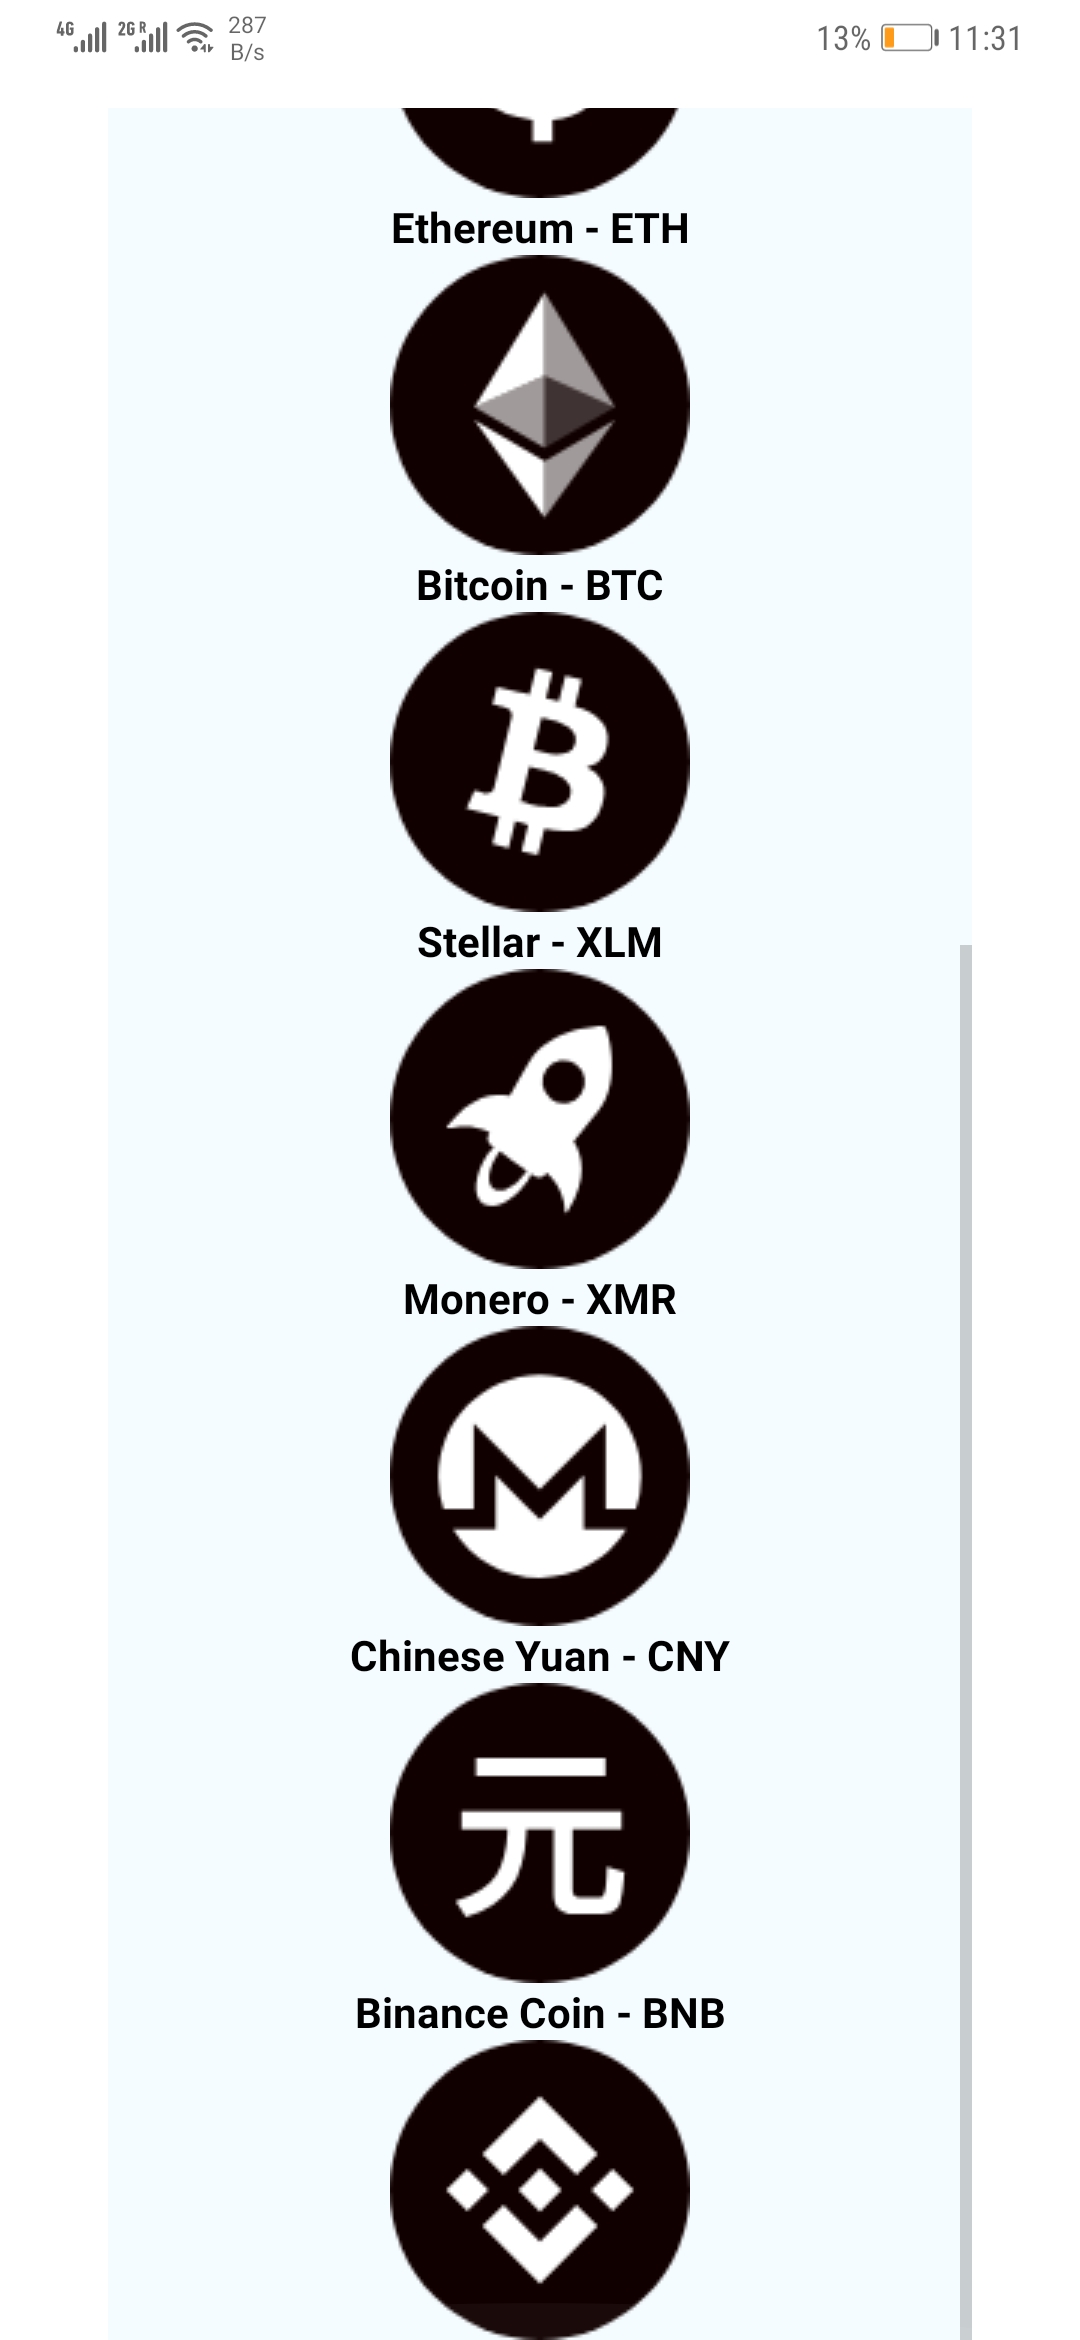 4G 2G R 287 B/s 13% 11:31
Ethereum - ETH
Bitcoin - BTC
Stellar - XLM
Monero - XMR
Chinese Yuan - CNY
元
Binance Coin - BNB